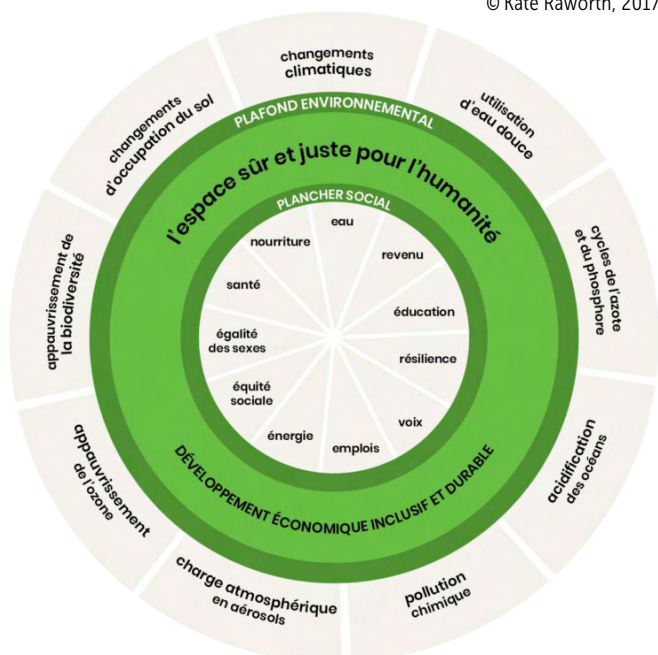 © Kate Raworth, 2017
changements
climatiques
utilisation
d'eau douce
cycles de l'azote
et du phosphore
acidification
des océans
pollution
chimique
charge atmosphérique
en aérosols
appauvrissement
de l'ozone
appauvrissement de
la biodiversité
changements
d'occupation du sol
PLAFOND ENVIRONNEMENTAL
l'espace sûr et juste pour l'humanité
PLANCHER SOCIAL
eau
revenu
éducation
résilience
voix
emplois
énergie
équité
sociale
égalité
des sexes
santé
nourriture
DÉVELOPPEMENT ÉCONOMIQUE INCLUSIF ET DURABLE